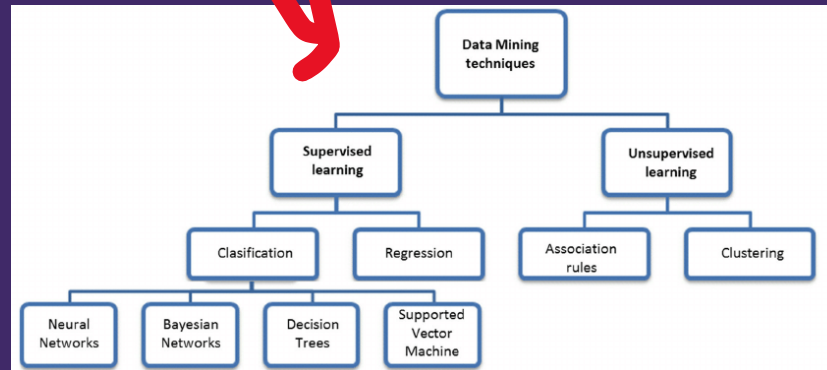 Data Mining
techniques
Supervised
learning
Unsupervised
learning
Clasification
Regression
Association
rules
Clustering
Neural
Networks
Bayesian
Networks
Decision
Trees
Supported
Vector
Machine